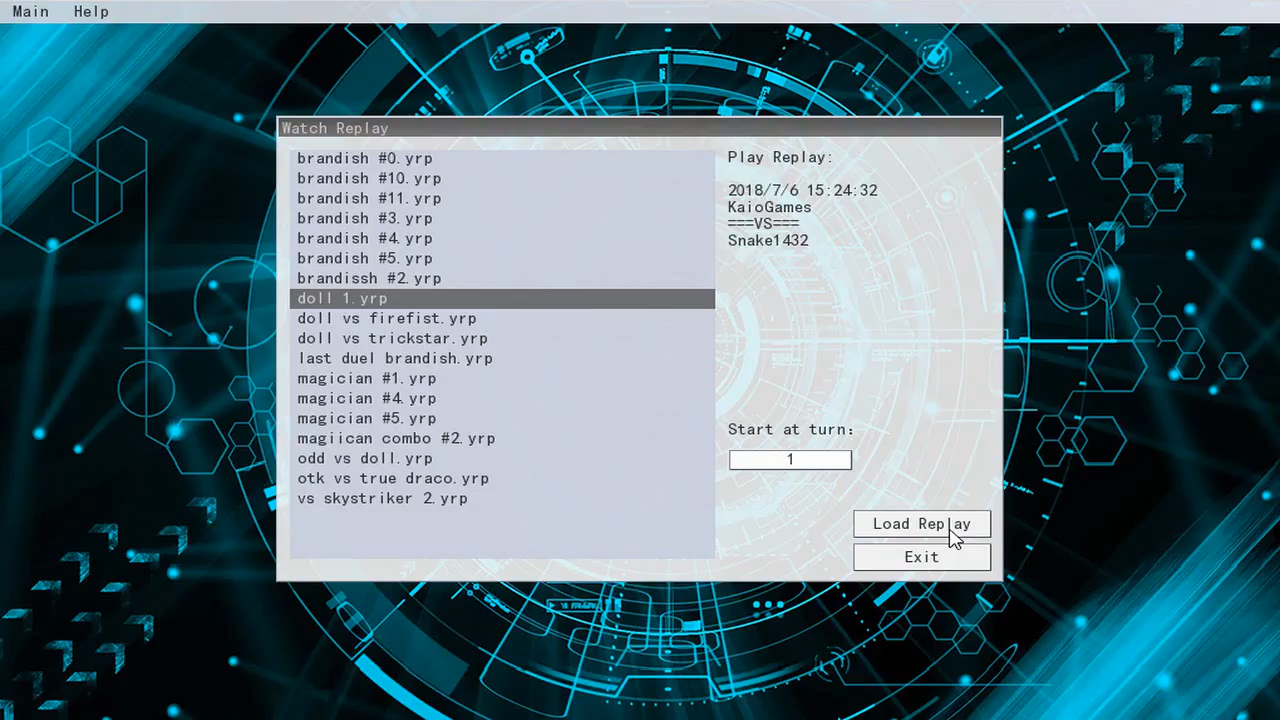 Main Help
Watch Replay
brandish #0.yrp
brandish #10.yrp
brandish #11.yrp
brandish #3.yrp
brandish #4.yrp
brandish #5.yrp
brandissh #2.yrp
doll 1.yrp
doll vs firefist.yrp
doll vs trickstar.yrp
last duel brandish.yrp
magician #1.yrp
magician #4.yrp
magician #5.yrp
magiican combo #2.yrp
odd vs doll.yrp
otk vs true draco.yrp
vs skystriker 2.yrp
Play Replay:
2018/7/6 15:24:32
KaioGames
===VS===
Snake1432
Start at turn:
1
Load Replay
Exit